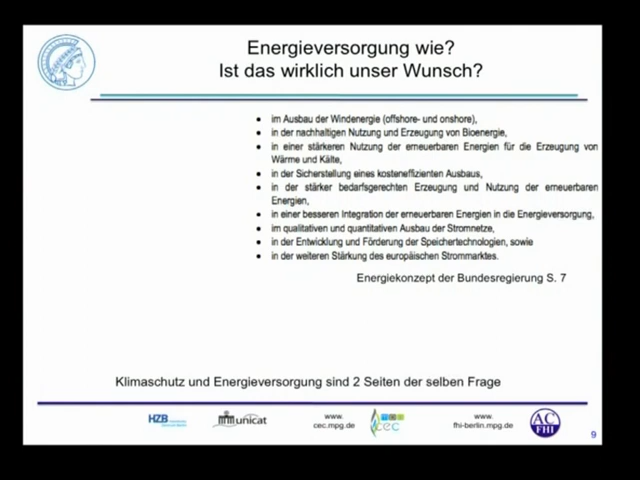 Energieversorgung wie?
Ist das wirklich unser Wunsch?
• im Ausbau der Windenergie (offshore- und onshore),
• in der nachhaltigen Nutzung und Erzeugung von Bioenergie,
• in einer stärkeren Nutzung der erneuerbaren Energien für die Erzeugung von
Wärme und Kälte,
• in der Sicherstellung eines kosteneffizienten Ausbaus,
• in der stärker bedarfsgerechten Erzeugung und Nutzung der erneuerbaren
Energien,
• in einer besseren Integration der erneuerbaren Energien in die Energieversorgung,
• im qualitativen und quantitativen Ausbau der Stromnetze,
• in der Entwicklung und Förderung der Speichertechnologien, sowie
• in der weiteren Stärkung des europäischen Strommarktes.
Energiekonzept der Bundesregierung S. 7
Klimaschutz und Energieversorgung sind 2 Seiten der selben Frage
HZB
unicat
www.
cec.mpg.de
cec
www.
fhi-berlin.mpg.de
AC
FHI
9